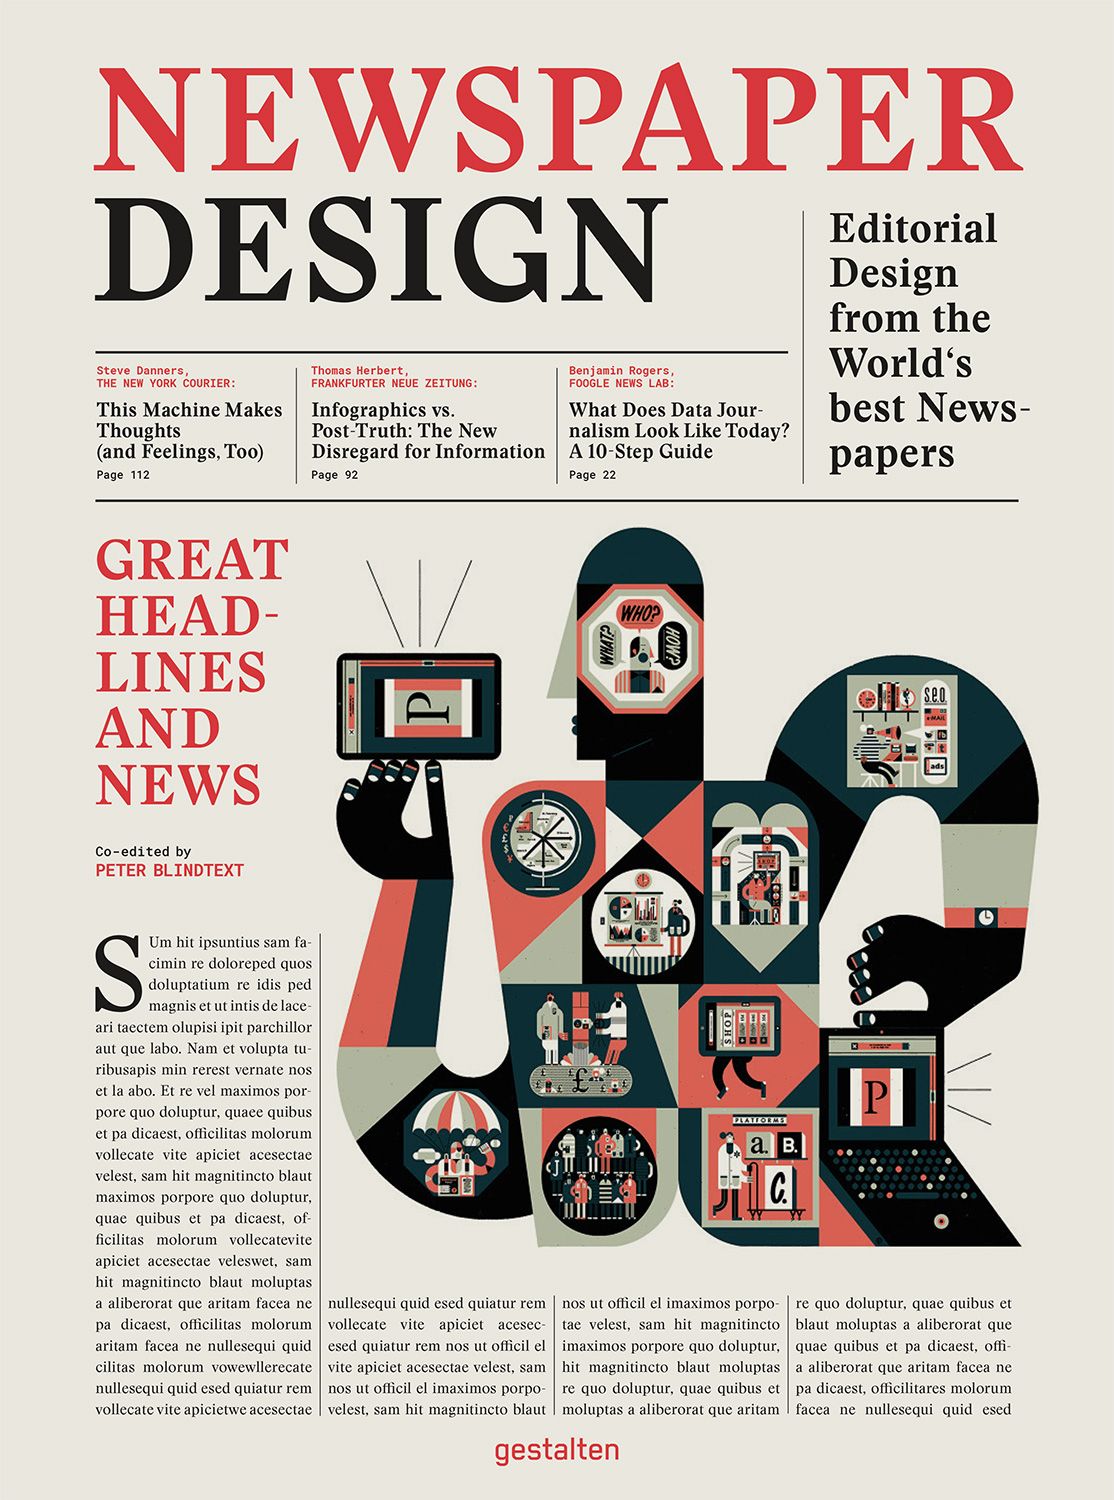 NEWSPAPER
DESIGN
Editorial
Design
from the
World‘s
best News-
papers
Steve Danners,
THE NEW YORK COURIER:
This Machine Makes
Thoughts
(and Feelings, Too)
Page 112
Thomas Herbert,
FRANKFURTER NEUE ZEITUNG:
Infographics vs.
Post-Truth: The New
Disregard for Information
Page 92
Benjamin Rogers,
FOOGLE NEWS LAB:
What Does Data Jour-
nalism Look Like Today?
A 10-Step Guide
Page 22
GREAT
HEAD-
LINES
AND
NEWS
Co-edited by
PETER BLINDTEXT
WHO?
WHAT?
HOW?
P
s.e.o.
e-MAIL
ads
SHOP
SHOP
£
P
PLATFORMS
a.
B.
C.
SUm hit ipsuntius sam fa-
cimin re doloreped quos
doluptatium re idis ped
magnis et ut intis de lace-
ari taectem olupisi ipit parchillor
aut que labo. Nam et volupta tu-
ribusapis min rerest vernate nos
et la abo. Et re vel maximos por-
pore quo doluptur, quaee quibus
et pa dicaest, officilitas molorum
vollecate vite apiciet acesectae
velest, sam hit magnitincto blaut
maximos porpore quo doluptur,
quae quibus et pa dicaest, of-
ficilitas molorum vollecatevite
apiciet acesectae veleswet, sam
hit magnitincto blaut moluptas
a aliberorat que aritam facea ne
pa dicaest, officilitas molorum
aritam facea ne nullesequi quid
cilitas molorum vowewllerecate
nullesequi quid esed quiatur rem
vollecate vite apicietwe acesectae
nullesequi quid esed quiatur rem
vollecate vite apiciet acesec-
esed quiatur rem nos ut officil el
vite apiciet acesectae velest, sam
nos ut officil el imaximos porpo-
velest, sam hit magnitincto blaut
nos ut officil el imaximos porpo-
tae velest, sam hit magnitincto
imaximos porpore quo doluptur,
hit magnitincto blaut moluptas
re quo doluptur, quae quibus et
moluptas a aliberorat que aritam
re quo doluptur, quae quibus et
blaut moluptas a aliberorat que
quae quibus et pa dicaest, offi-
a aliberorat que aritam facea ne
pa dicaest, officilitares molorum
facea ne nullesequi quid esed
gestalten